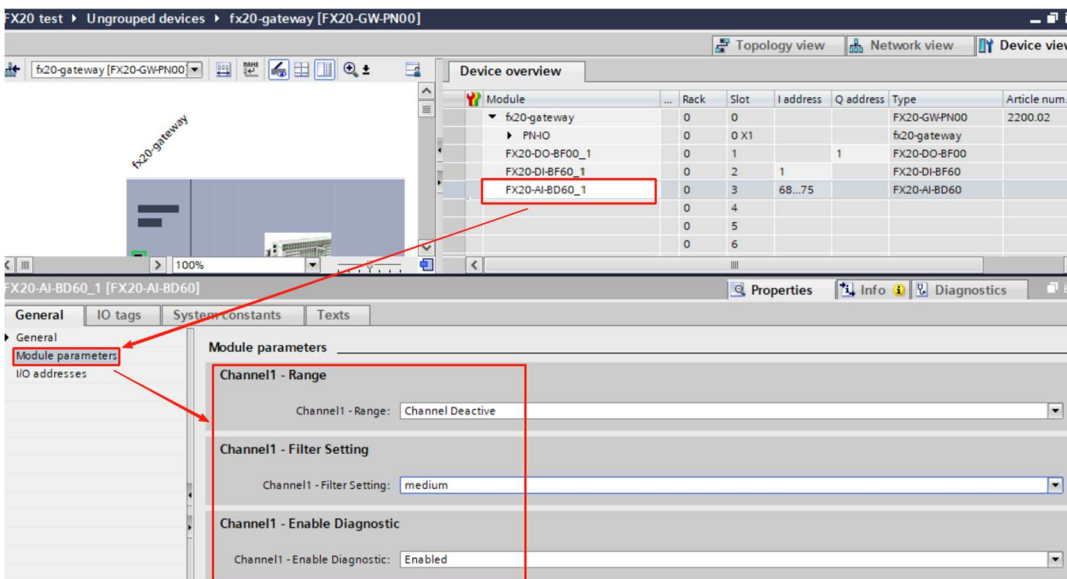 FX20 test ▸ Ungrouped devices ▸ fx20-gateway [FX20-GW-PN00]
Topology view Network view Device view
fx20-gateway [FX20-GW-PN00]
Device overview
Module ... Rack Slot I address Q address Type Article num.
fx20-gateway 0 0 FX20-GW-PN00 2200.02
PN-IO 0 0 X1 fx20-gateway
FX20-DO-BF00_1 0 1 1 FX20-DO-BF00
FX20-DI-BF60_1 0 2 1 FX20-DI-BF60
FX20-AI-BD60_1 0 3 68...75 FX20-AI-BD60
0 4
0 5
0 6
fx20-gateway
100%
FX20-AI-BD60_1 [FX20-AI-BD60]
Properties Info Diagnostics
General IO tags System constants Texts
General
Module parameters
I/O addresses
Module parameters
Channel1 - Range
Channel1 - Range: Channel Deactive
Channel1 - Filter Setting
Channel1 - Filter Setting: medium
Channel1 - Enable Diagnostic
Channel1 - Enable Diagnostic: Enabled